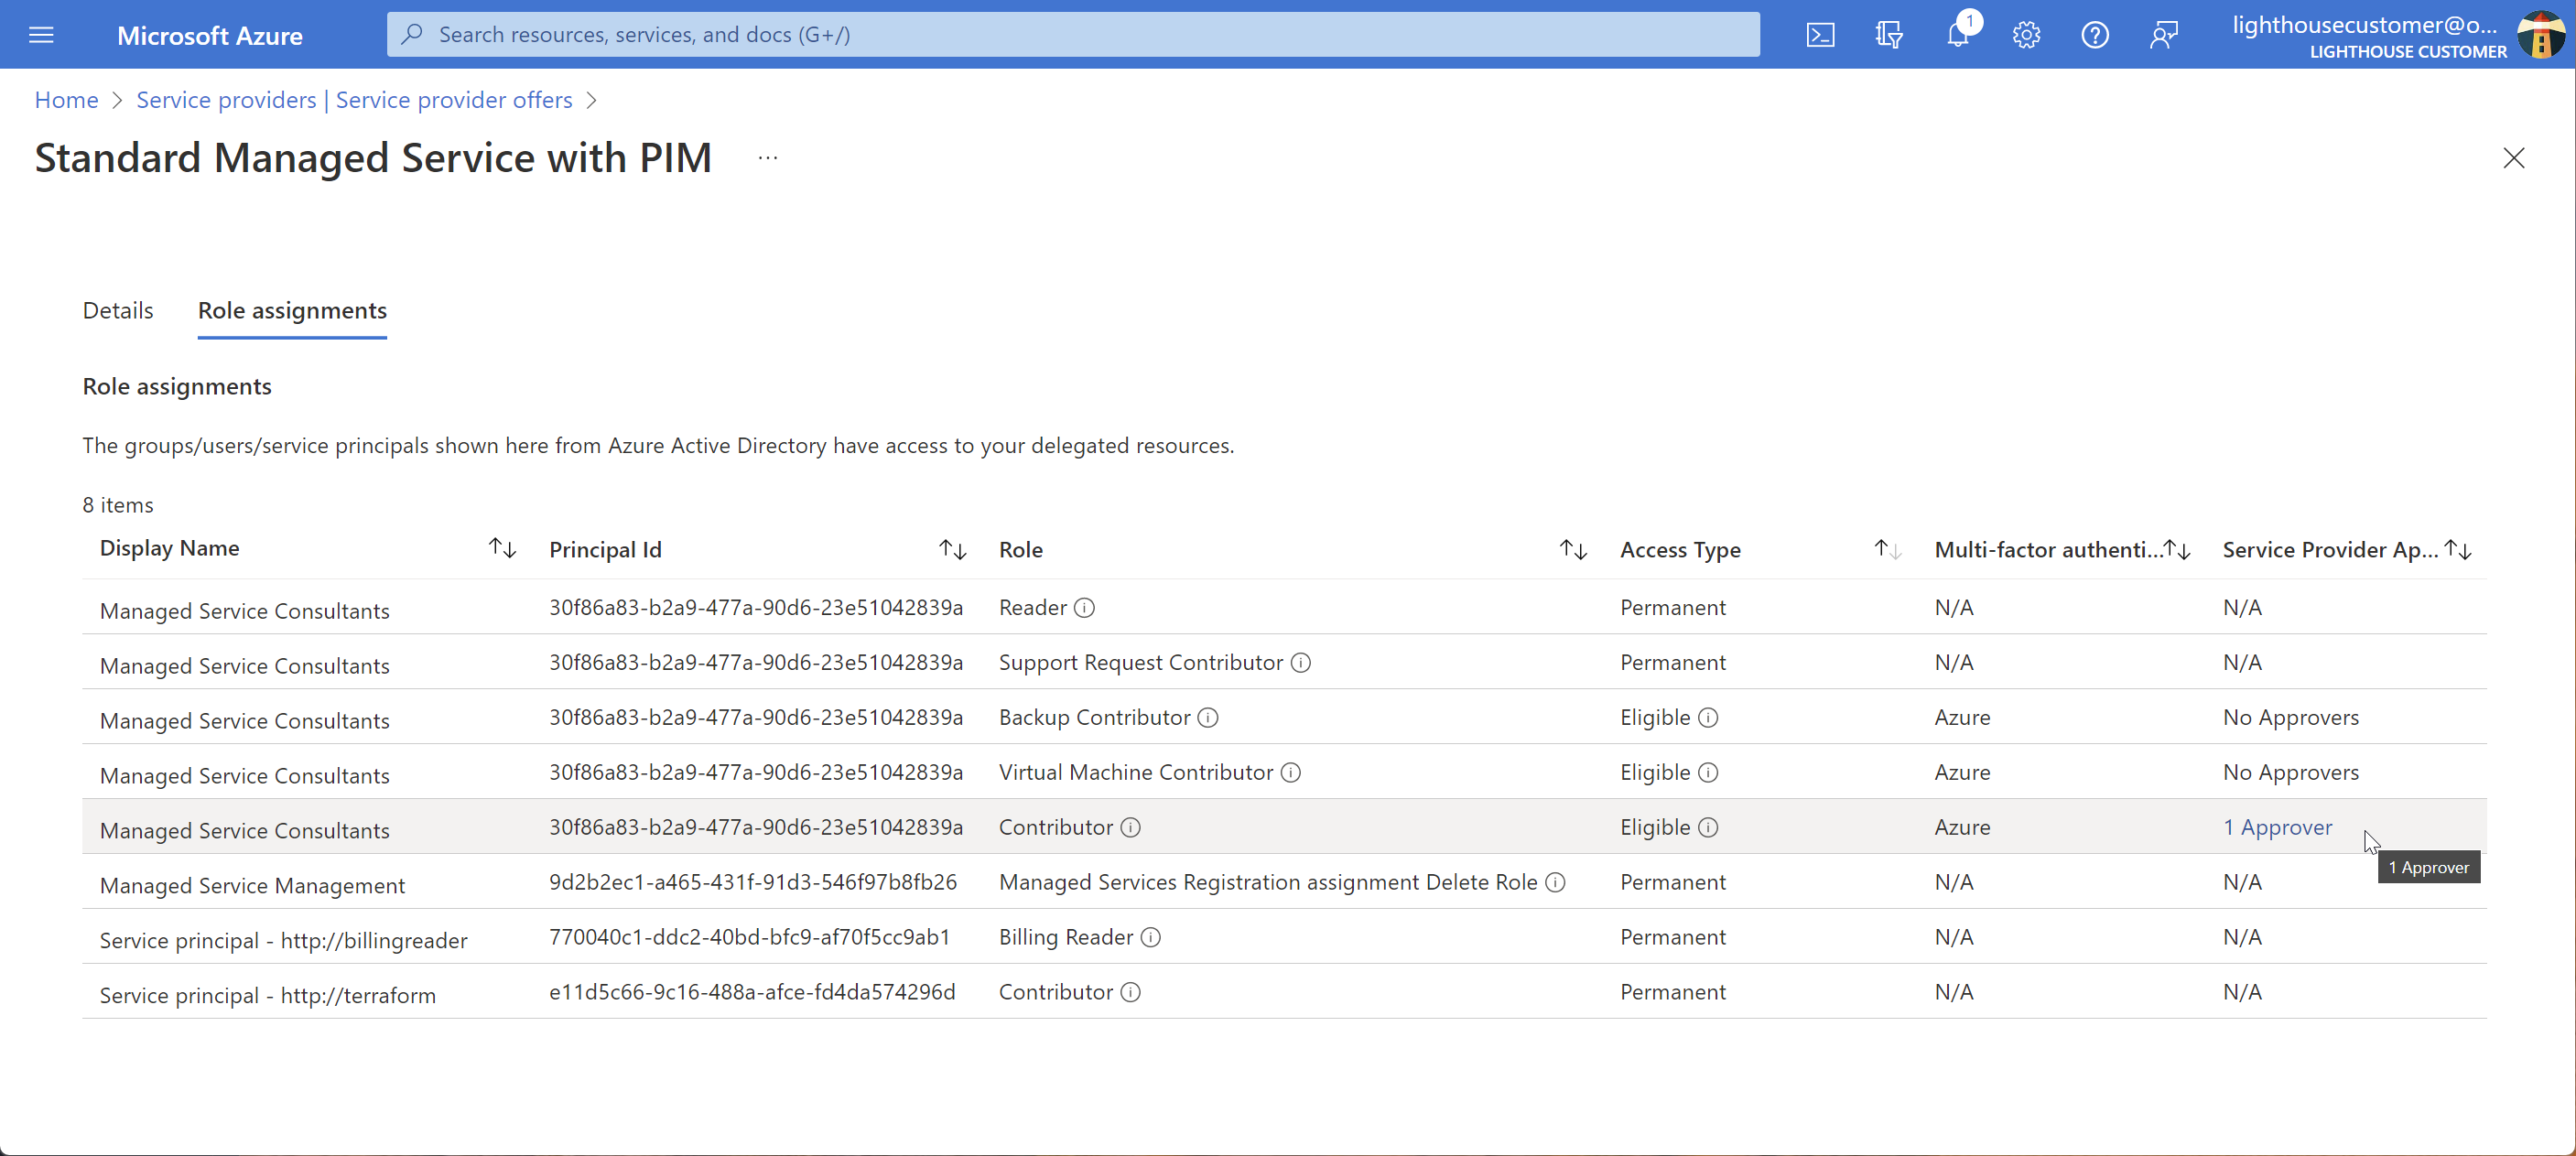 Microsoft Azure
Search resources, services, and docs (G+/)
1
lighthousecustomer@o...
LIGHTHOUSE CUSTOMER
Home > Service providers | Service provider offers >
Standard Managed Service with PIM ...
Details Role assignments
Role assignments
The groups/users/service principals shown here from Azure Active Directory have access to your delegated resources.
8 items
Display Name Principal Id Role Access Type Multi-factor authenti... Service Provider Ap...
Managed Service Consultants 30f86a83-b2a9-477a-90d6-23e51042839a Reader Permanent N/A N/A
Managed Service Consultants 30f86a83-b2a9-477a-90d6-23e51042839a Support Request Contributor Permanent N/A N/A
Managed Service Consultants 30f86a83-b2a9-477a-90d6-23e51042839a Backup Contributor Eligible Azure No Approvers
Managed Service Consultants 30f86a83-b2a9-477a-90d6-23e51042839a Virtual Machine Contributor Eligible Azure No Approvers
Managed Service Consultants 30f86a83-b2a9-477a-90d6-23e51042839a Contributor Eligible Azure 1 Approver
1 Approver
Managed Service Management 9d2b2ec1-a465-431f-91d3-546f97b8fb26 Managed Services Registration assignment Delete Role Permanent N/A N/A
Service principal - http://billingreader 770040c1-ddc2-40bd-bfc9-af70f5cc9ab1 Billing Reader Permanent N/A N/A
Service principal - http://terraform e11d5c66-9c16-488a-afce-fd4da574296d Contributor Permanent N/A N/A